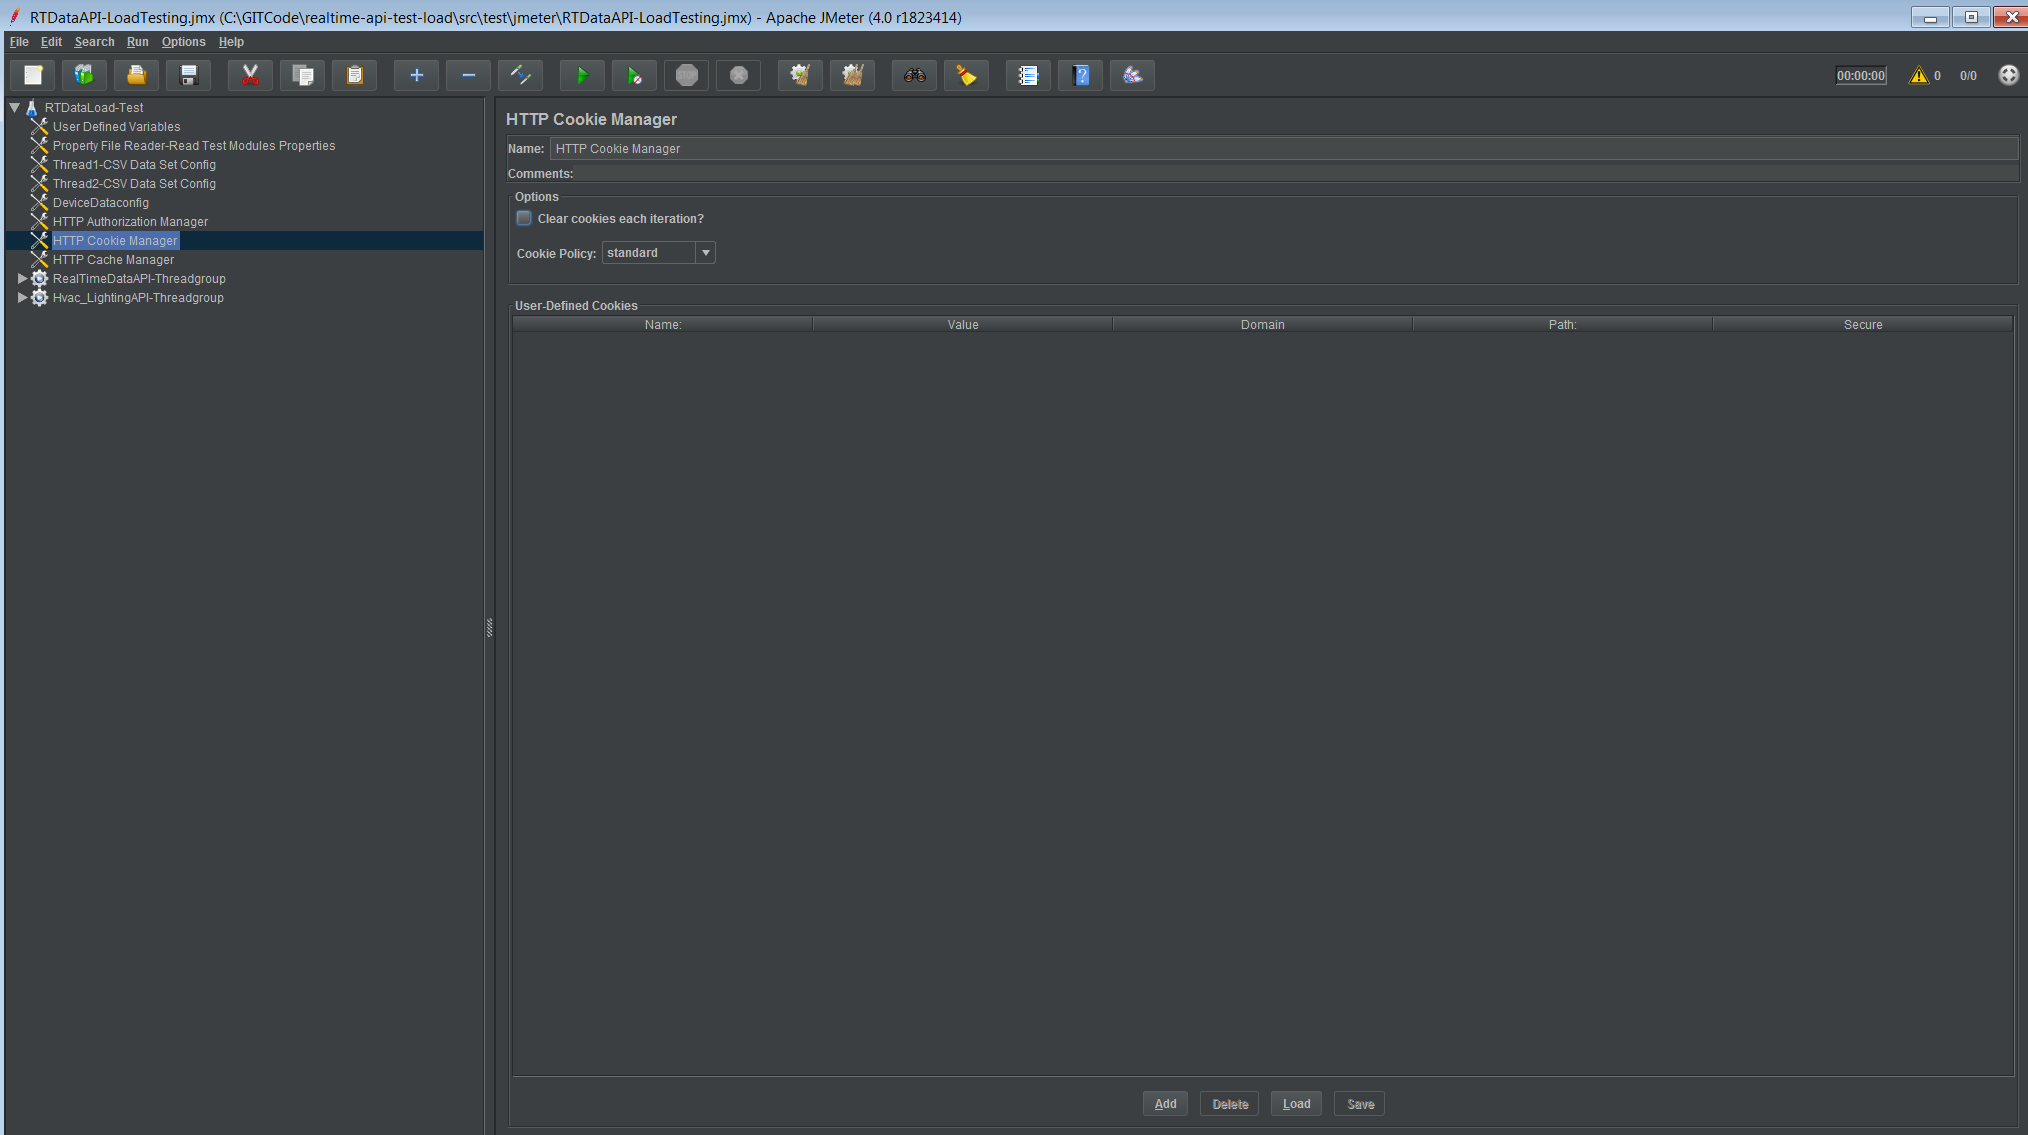 RTDataAPI-LoadTesting.jmx (C:\GITCode\realtime-api-test-load\src\test\jmeter\RTDataAPI-LoadTesting.jmx) - Apache JMeter (4.0 r1823414)
File Edit Search Run Options Help
STOP 00:00:00 0 0/0
RTDataLoad-Test
User Defined Variables
Property File Reader-Read Test Modules Properties
Thread1-CSV Data Set Config
Thread2-CSV Data Set Config
DeviceDataconfig
HTTP Authorization Manager
HTTP Cookie Manager
HTTP Cache Manager
RealTimeDataAPI-Threadgroup
Hvac_LightingAPI-Threadgroup
HTTP Cookie Manager
Name: HTTP Cookie Manager
Comments:
Options
Clear cookies each iteration?
Cookie Policy: standard
User-Defined Cookies
Name: Value Domain Path: Secure
Add Delete Load Save